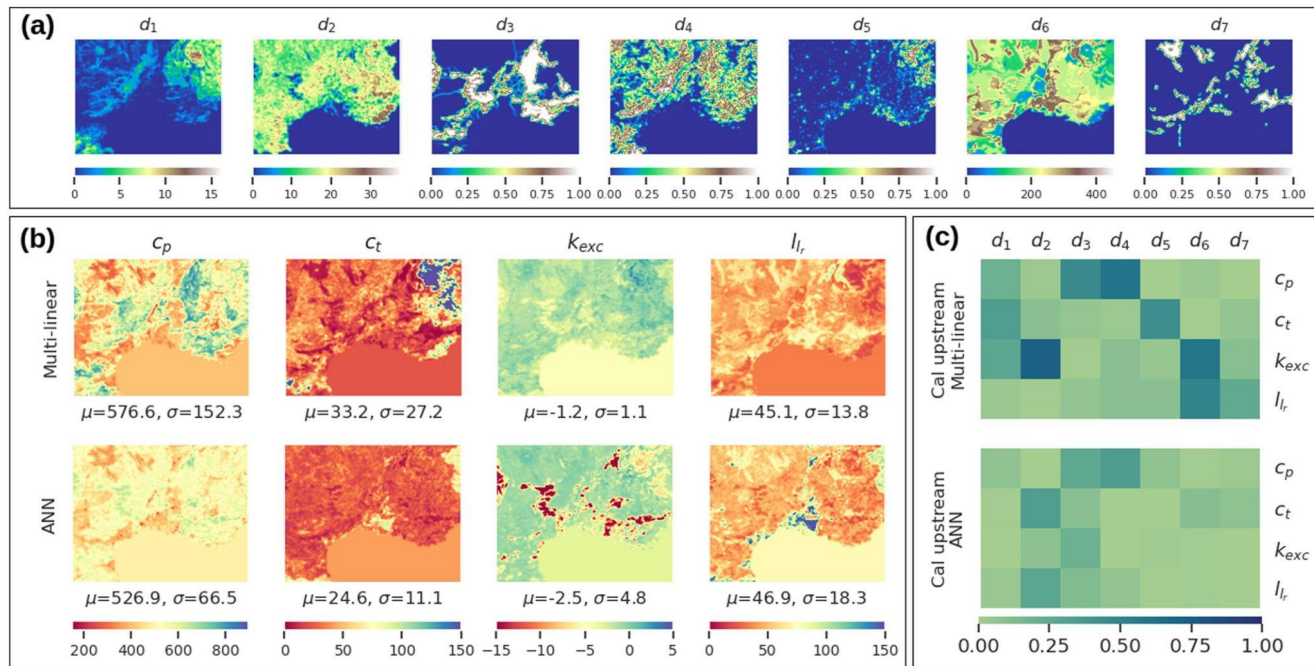 (a)
d1 d2 d3 d4 d5 d6 d7
0 5 10 15 0 10 20 30 0.00 0.25 0.50 0.75 1.00 0.00 0.25 0.50 0.75 1.00 0.00 0.25 0.50 0.75 1.00 0 200 400 0.00 0.25 0.50 0.75 1.00
(b)
cp ct kexc llr
Multi-linear
μ=576.6, σ=152.3 μ=33.2, σ=27.2 μ=-1.2, σ=1.1 μ=45.1, σ=13.8
ANN
μ=526.9, σ=66.5 μ=24.6, σ=11.1 μ=-2.5, σ=4.8 μ=46.9, σ=18.3
200 400 600 800 0 50 100 150 −15 −10 −5 0 5 0 50 100 150
(c)
d1 d2 d3 d4 d5 d6 d7
Cal upstream
Multi-linear
cp
ct
kexc
llr
Cal upstream
ANN
cp
ct
kexc
llr
0.00 0.25 0.50 0.75 1.00